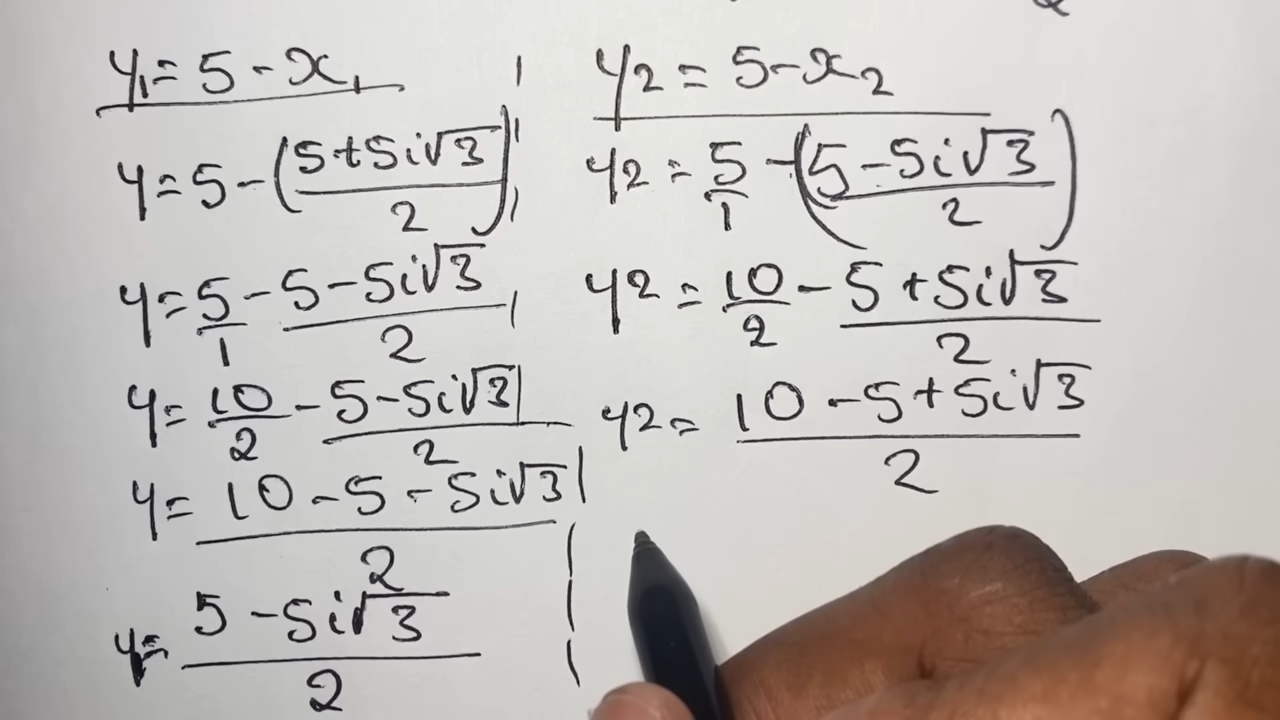 y₁ = 5 - x₁
y = 5 - ((5+5i√3)/2)
y = 5/1 - (5-5i√3)/2
y = 10/2 - (5-5i√3)/2
y = (10 - 5 - 5i√3)/2
y = (5 - 5i√3)/2
y2 = 5 - x2
y2 = 5/1 - ((5-5i√3)/2)
y2 = 10/2 - (5+5i√3)/2
y2 = (10 - 5 + 5i√3)/2